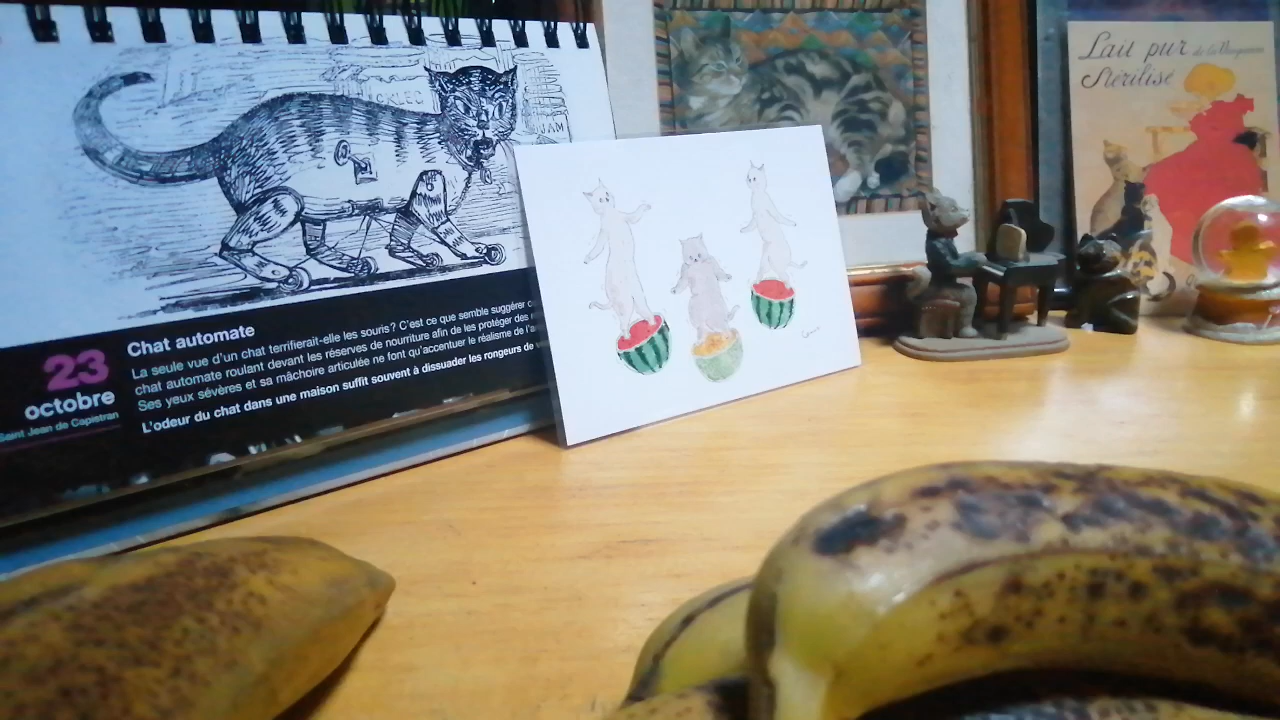 Chat automate
La seule vue d'un chat terrifierait-elle les souris? C'est ce que semble suggérer
chat automate roulant devant les réserves de nourriture afin de les protéger des
Ses yeux sévères et sa mâchoire articulée ne font qu'accentuer le réalisme de
L'odeur du chat dans une maison suffit souvent à dissuader les rongeurs de
23
octobre
Saint Jean de Capistran
JAM
Lait pur de la
Stérilisé